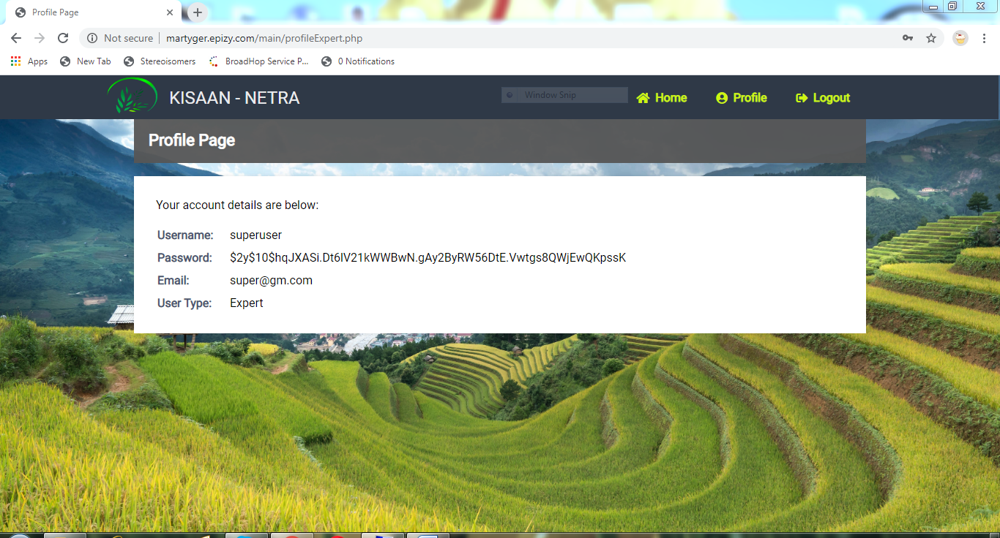 Profile Page
Not secure | martyger.epizy.com/main/profileExpert.php
Apps New Tab Stereoisomers BroadHop Service P... 0 Notifications
KISAAN - NETRA Window Snip Home Profile Logout
Profile Page
Your account details are below:
Username: superuser
Password: $2y$10$hqJXASi.Dt6lV21kWWBwN.gAy2ByRW56DtE.Vwtgs8QWjEwQKpssK
Email: super@gm.com
User Type: Expert